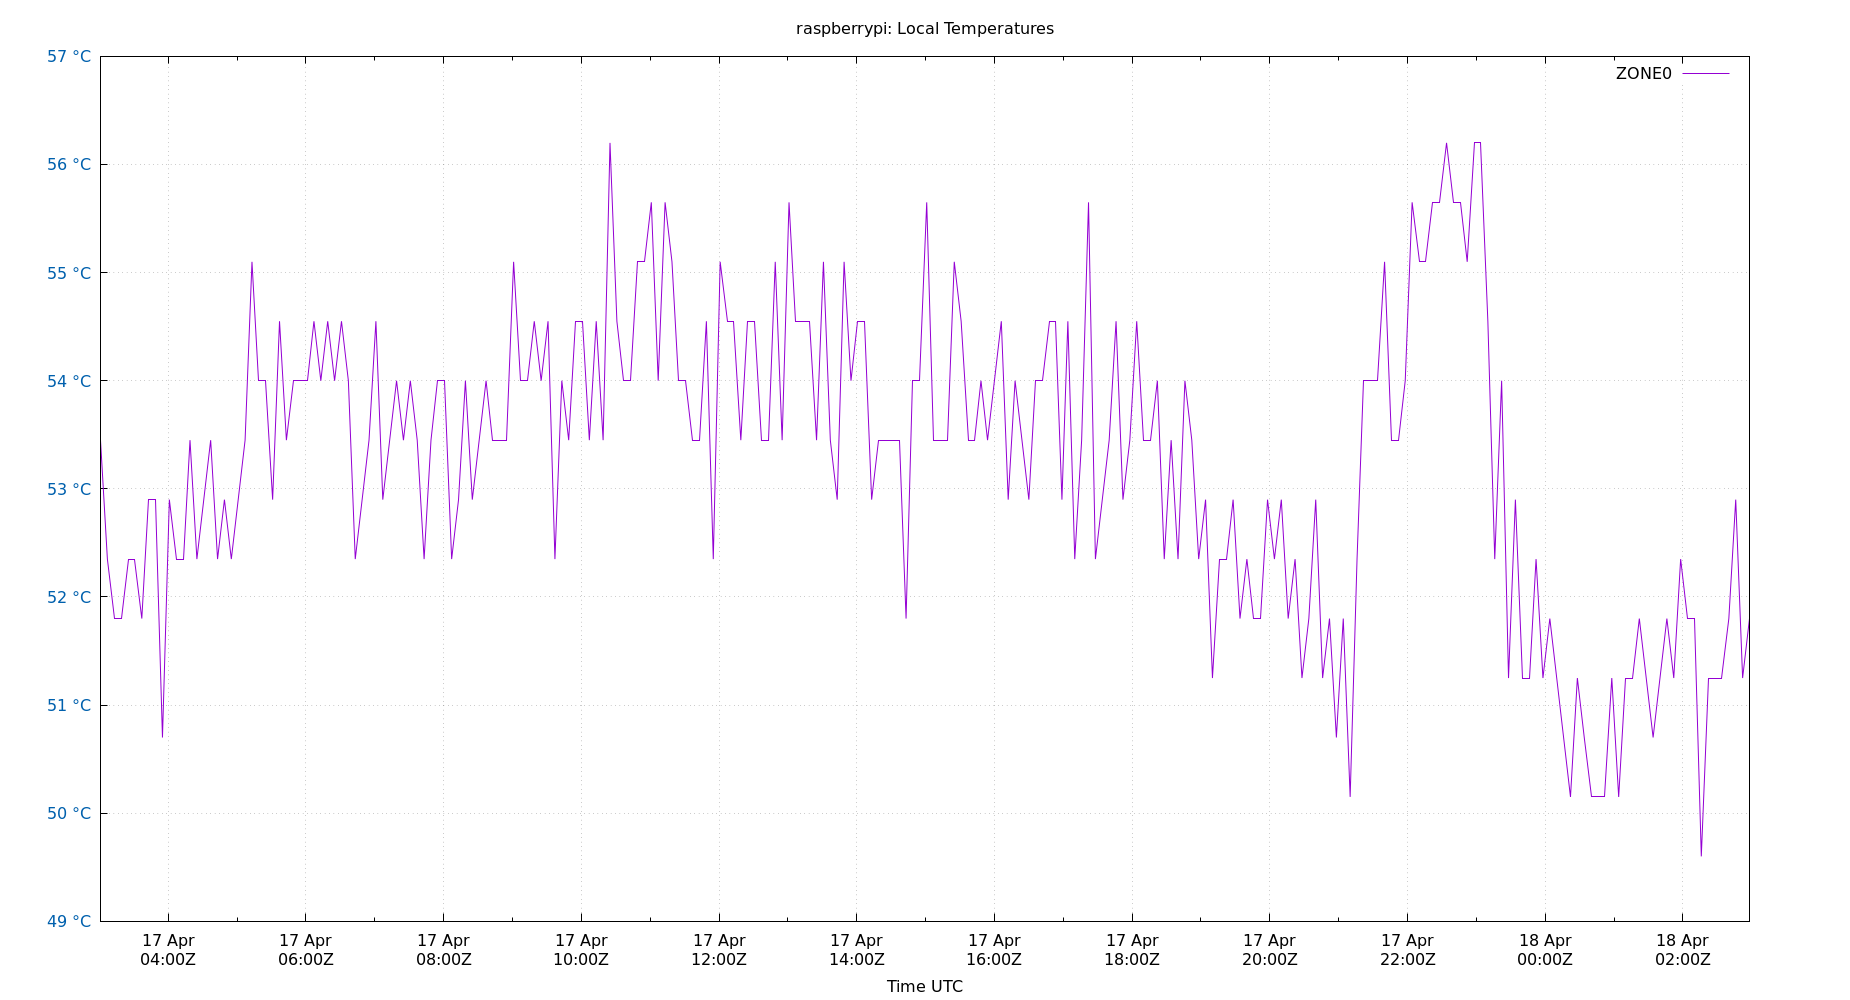 raspberrypi: Local Temperatures
57 °C
ZONE0
56 °C
55 °C
54 °C
53 °C
52 °C
51 °C
50 °C
49 °C
17 Apr 17 Apr 17 Apr 17 Apr 17 Apr 17 Apr 17 Apr 17 Apr 17 Apr 17 Apr 18 Apr 18 Apr
04:00Z 06:00Z 08:00Z 10:00Z 12:00Z 14:00Z 16:00Z 18:00Z 20:00Z 22:00Z 00:00Z 02:00Z
Time UTC